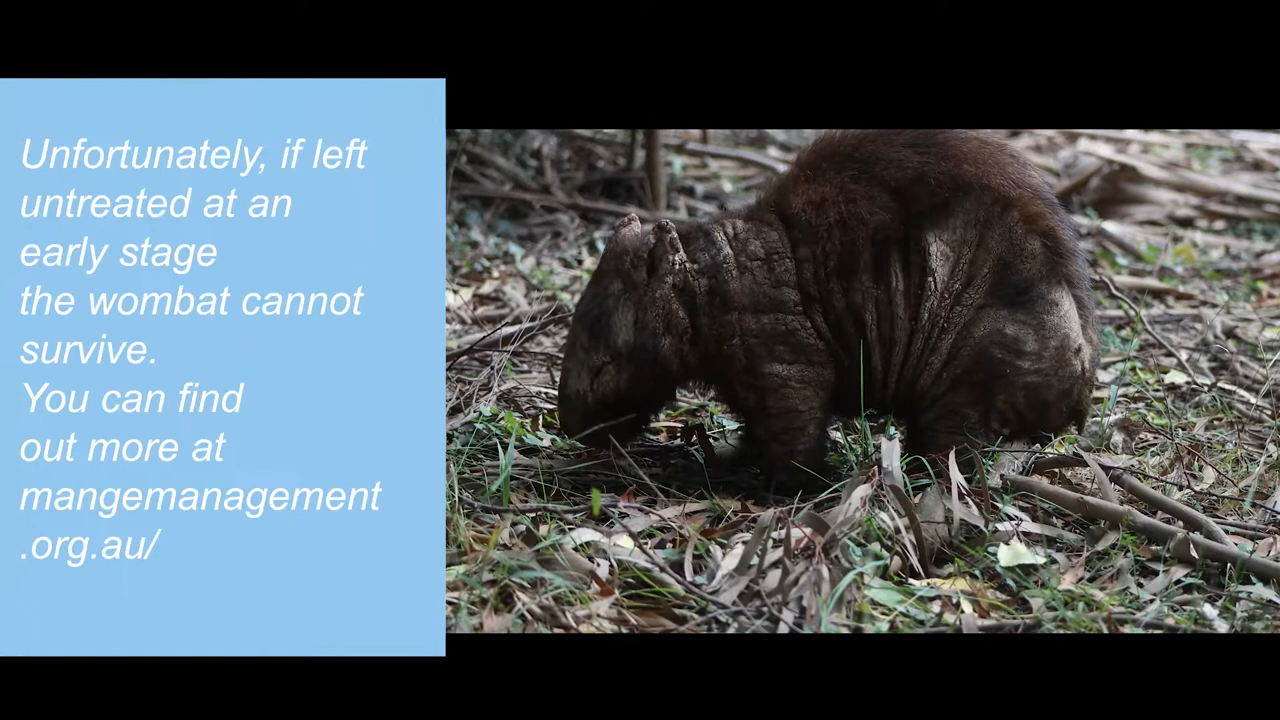 Unfortunately, if left
untreated at an
early stage
the wombat cannot
survive.
You can find
out more at
mangemanagement
.org.au/